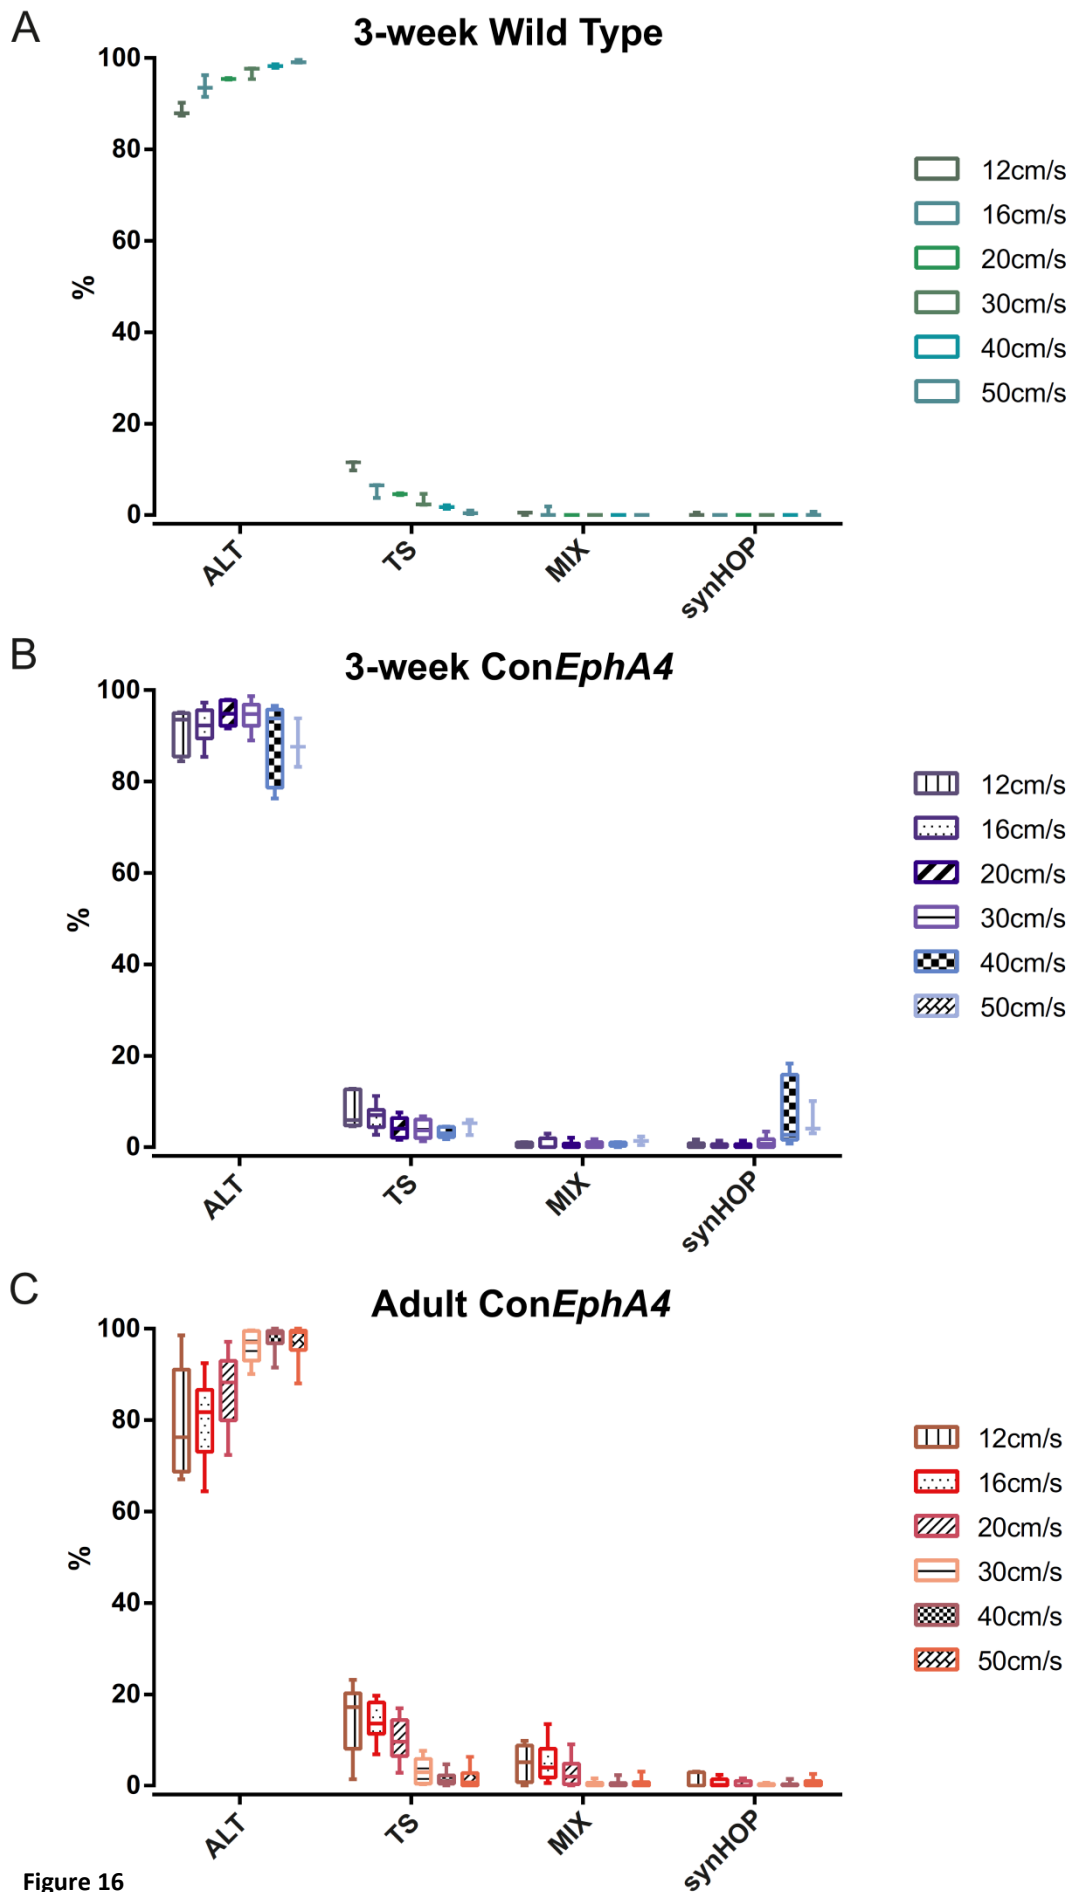 A
3-week Wild Type
100
80
60
40
20
0
%
ALT
TS
MIX
synHOP
12cm/s
16cm/s
20cm/s
30cm/s
40cm/s
50cm/s
B
3-week ConEphA4
100
80
60
40
20
0
%
ALT
TS
MIX
synHOP
12cm/s
16cm/s
20cm/s
30cm/s
40cm/s
50cm/s
C
Adult ConEphA4
100
80
60
40
20
0
%
ALT
TS
MIX
synHOP
12cm/s
16cm/s
20cm/s
30cm/s
40cm/s
50cm/s
Figure 16